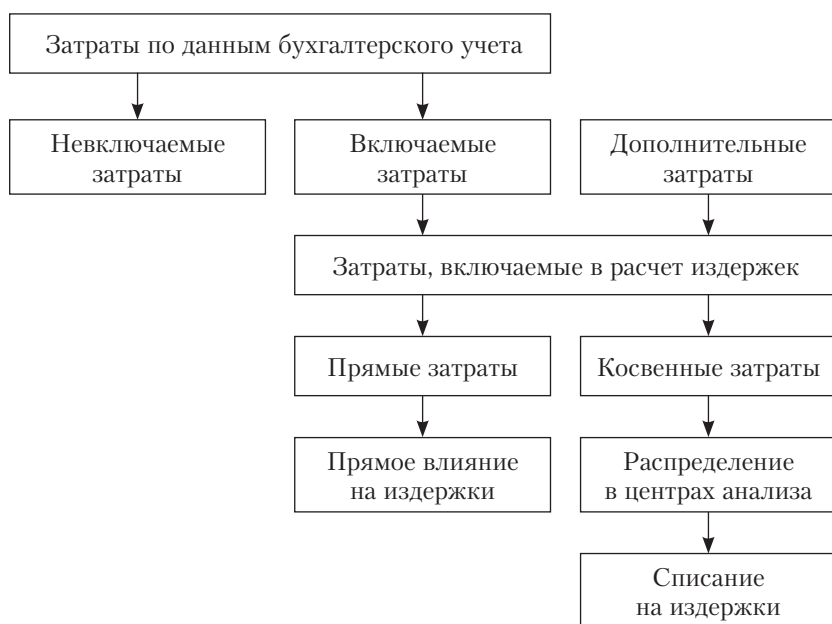 Затраты по данным бухгалтерского учета
Невключаемые
затраты
Включаемые
затраты
Дополнительные
затраты
Затраты, включаемые в расчет издержек
Прямые затраты
Косвенные затраты
Прямое влияние
на издержки
Распределение
в центрах анализа
Списание
на издержки